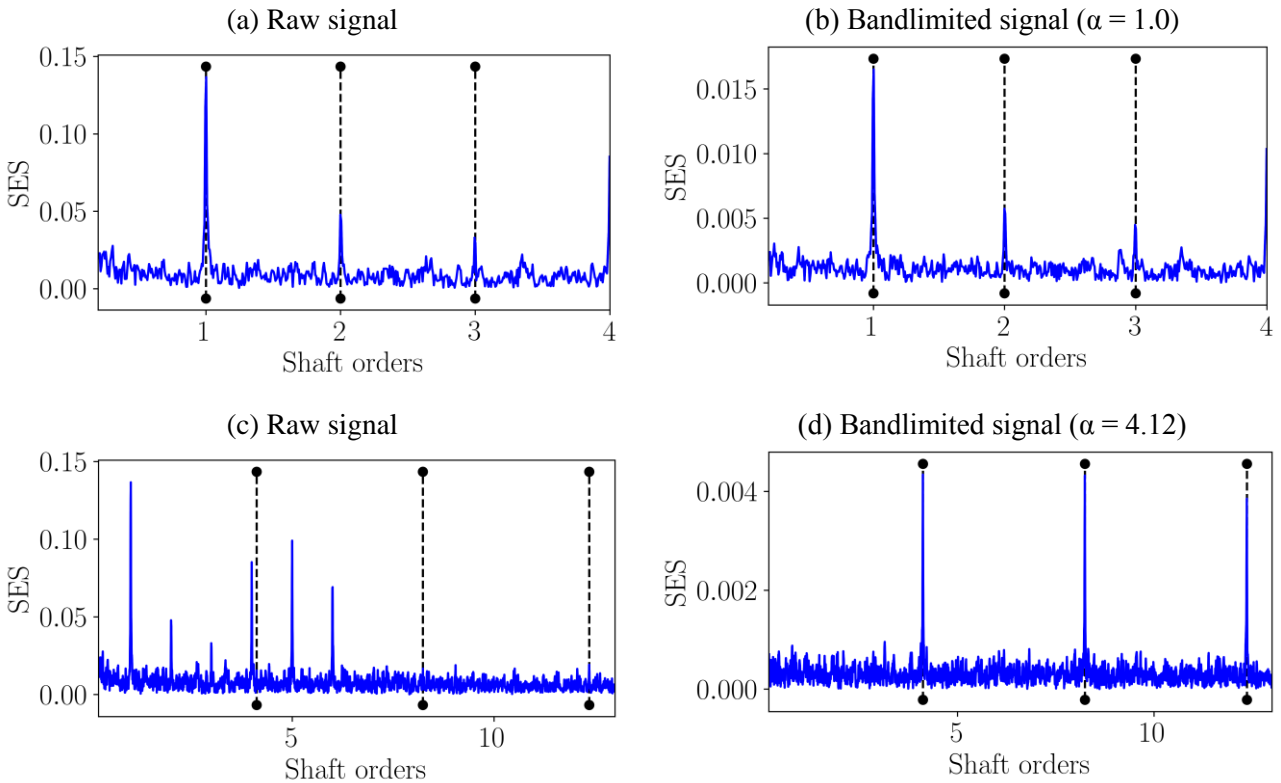 (a) Raw signal
0.15
0.10
0.05
0.00
SES
1 2 3 4
Shaft orders
(b) Bandlimited signal (α = 1.0)
0.015
0.010
0.005
0.000
SES
1 2 3 4
Shaft orders
(c) Raw signal
0.15
0.10
0.05
0.00
SES
5 10
Shaft orders
(d) Bandlimited signal (α = 4.12)
0.004
0.002
0.000
SES
5 10
Shaft orders